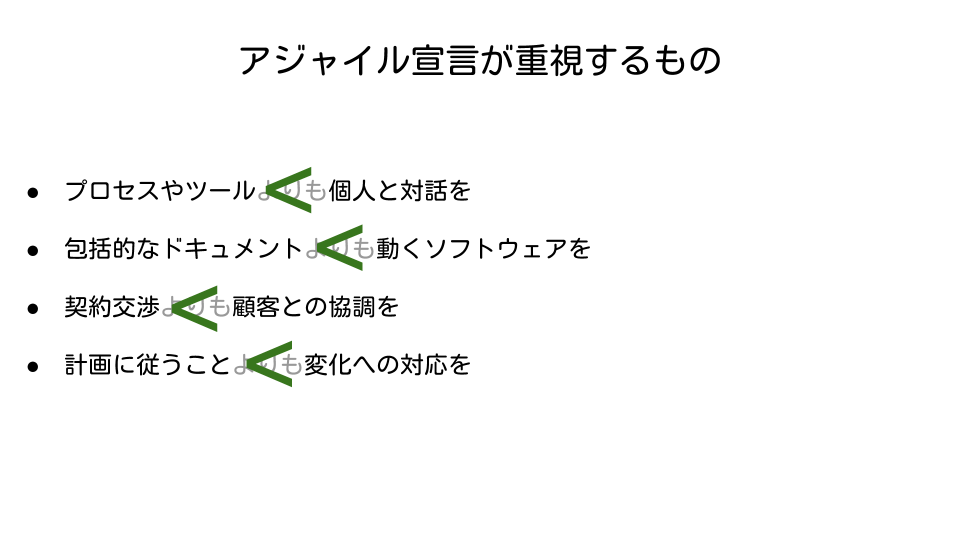 アジャイル宣言が重視するもの
● プロセスやツールよりも個人と対話を
● 包括的なドキュメントよりも動くソフトウェアを
● 契約交渉よりも顧客との協調を
● 計画に従うことよりも変化への対応を
<
<
<
<